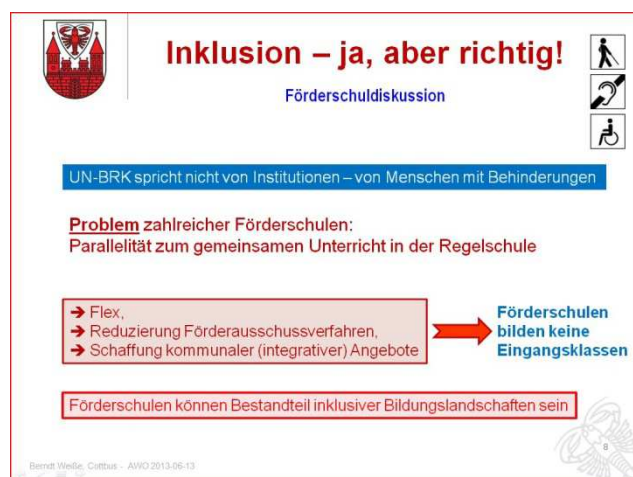 Inklusion – ja, aber richtig!
Förderschuldiskussion
UN-BRK spricht nicht von Institutionen – von Menschen mit Behinderungen
Problem zahlreicher Förderschulen:
Parallelität zum gemeinsamen Unterricht in der Regelschule
➔ Flex,
➔ Reduzierung Förderausschussverfahren,
➔ Schaffung kommunaler (integrativer) Angebote
Förderschulen
bilden keine
Eingangsklassen
Förderschulen können Bestandteil inklusiver Bildungslandschaften sein
8
Berndt Weiße, Cottbus - AWO 2013-06-13